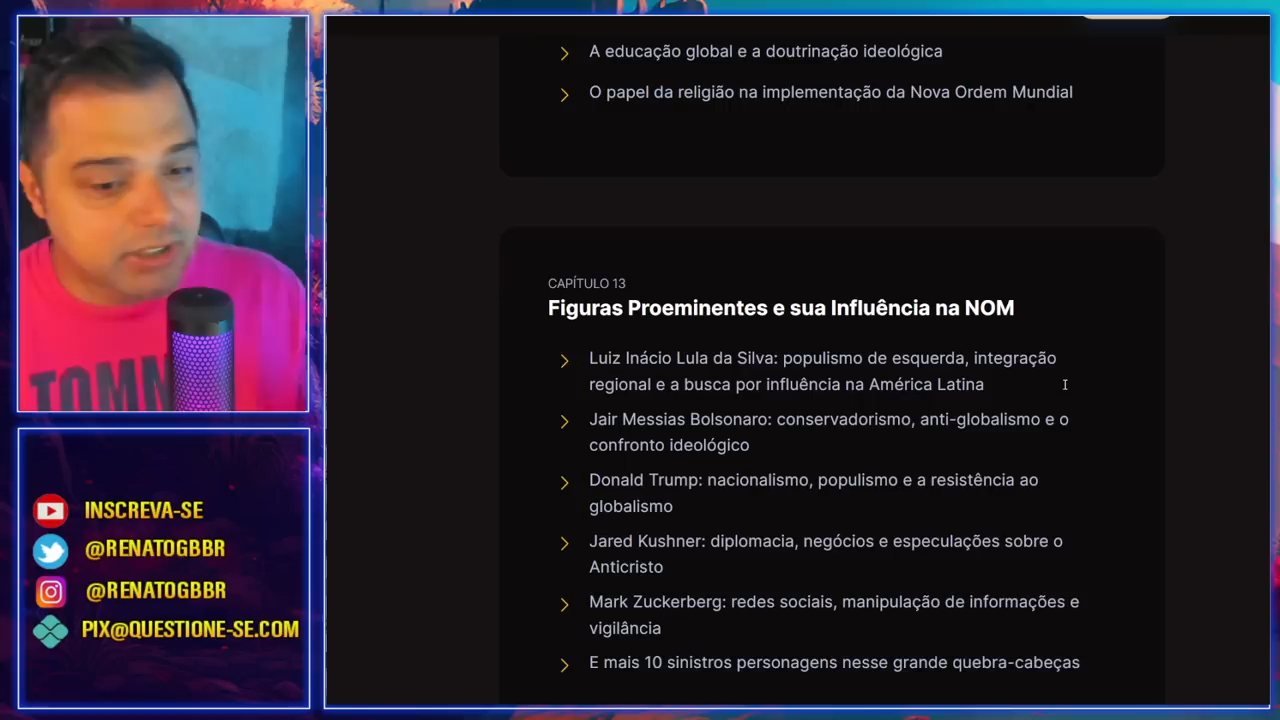 A educação global e a doutrinação ideológica
O papel da religião na implementação da Nova Ordem Mundial
CAPÍTULO 13
Figuras Proeminentes e sua Influência na NOM
Luiz Inácio Lula da Silva: populismo de esquerda, integração
regional e a busca por influência na América Latina
Jair Messias Bolsonaro: conservadorismo, anti-globalismo e o
confronto ideológico
Donald Trump: nacionalismo, populismo e a resistência ao
globalismo
Jared Kushner: diplomacia, negócios e especulações sobre o
Anticristo
Mark Zuckerberg: redes sociais, manipulação de informações e
vigilância
E mais 10 sinistros personagens nesse grande quebra-cabeças
TOMM
INSCREVA-SE
@RENATOGBBR
@RENATOGBBR
PIX@QUESTIONE-SE.COM